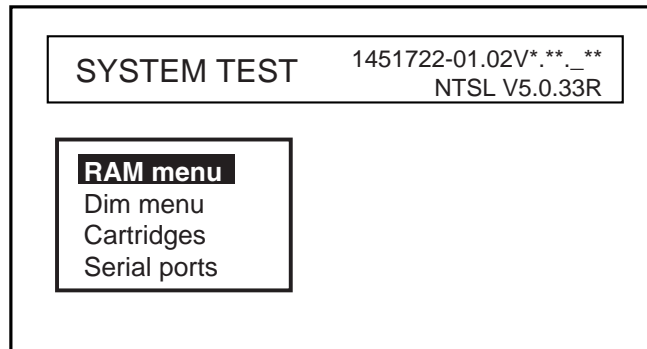 SYSTEM TEST
1451722-01.02V*.**._**
NTSL V5.0.33R
RAM menu
Dim menu
Cartridges
Serial ports